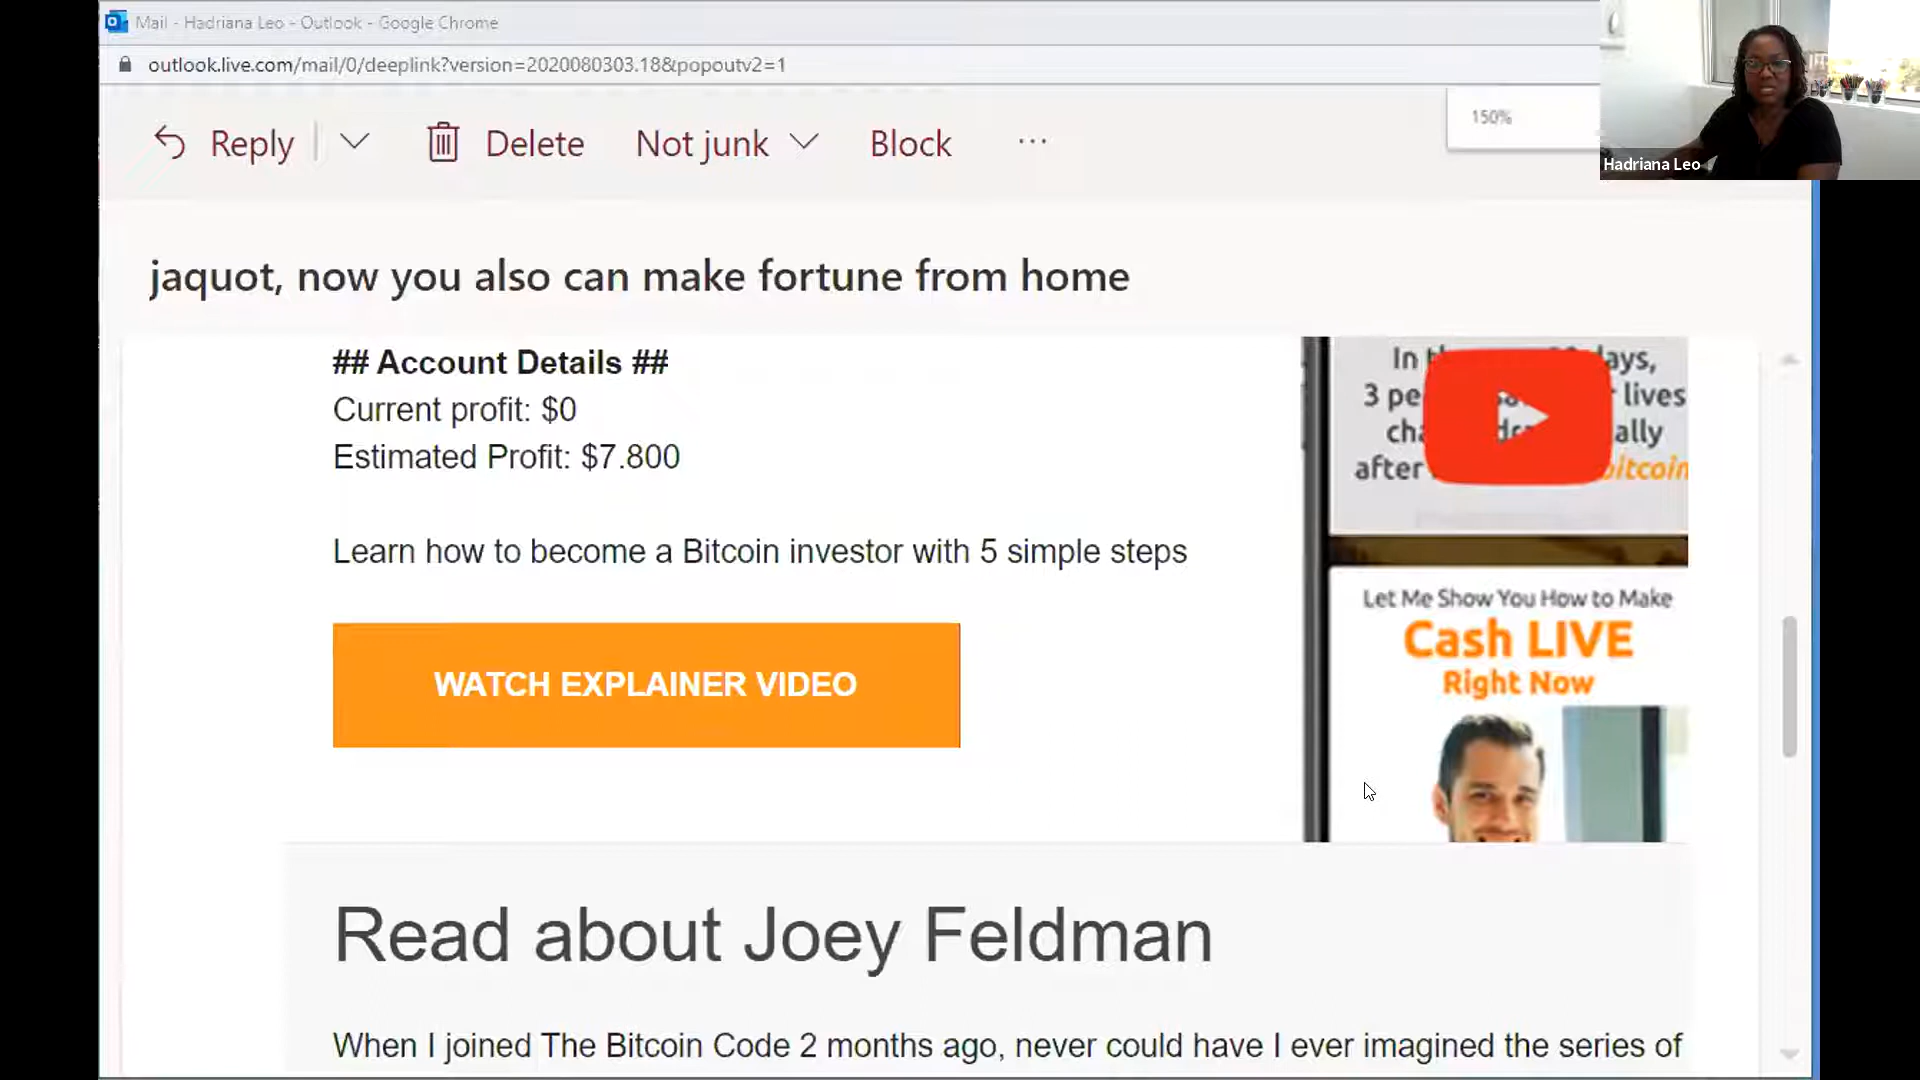 Mail - Hadriana Leo - Outlook - Google Chrome
outlook.live.com/mail/0/deeplink?version=2020080303.18&popoutv2=1
Reply Delete Not junk Block ...
150%
Hadriana Leo
jaquot, now you also can make fortune from home
## Account Details ##
Current profit: $0
Estimated Profit: $7.800
Learn how to become a Bitcoin investor with 5 simple steps
WATCH EXPLAINER VIDEO
In
3
lives
after bitcoin
Let Me Show You How to Make
Cash LIVE
Right Now
Read about Joey Feldman
When I joined The Bitcoin Code 2 months ago, never could have I ever imagined the series of